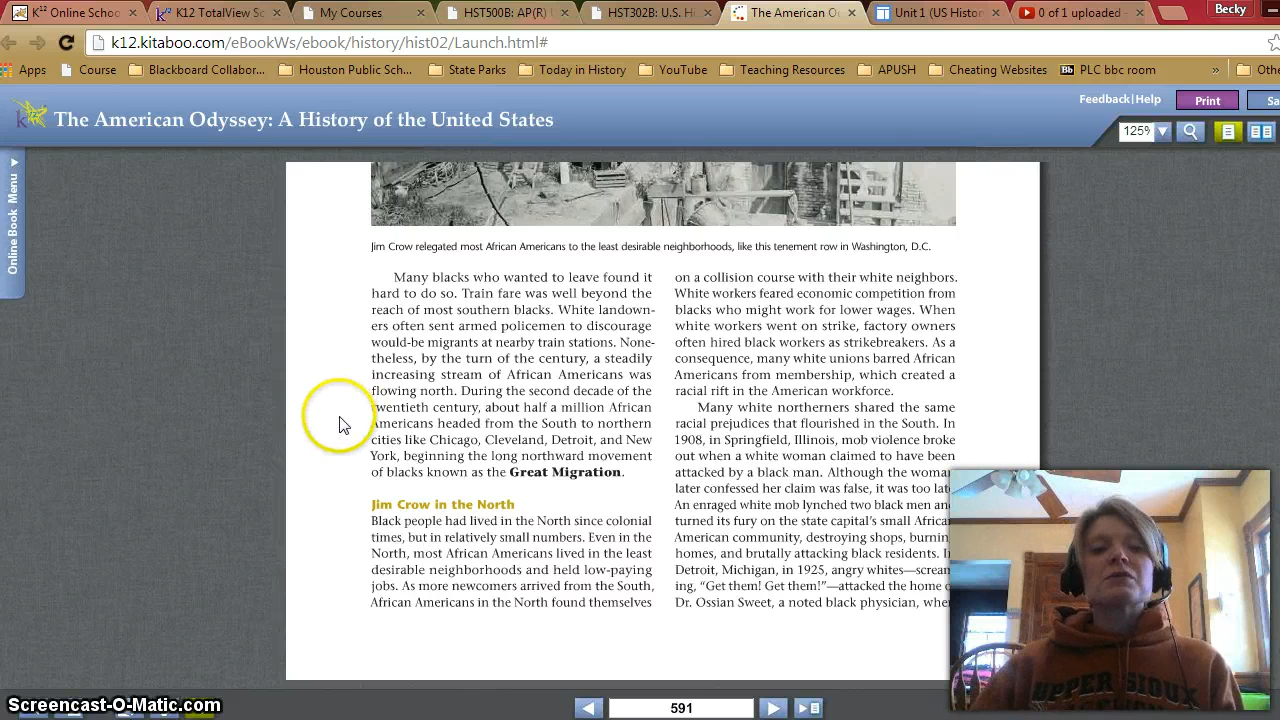 K12 Online School
K12 TotalView Sc
My Courses
HST500B: AP(R) U
HST302B: U.S. Hi
The American O
Unit 1 (US Histor
0 of 1 uploaded
Becky
k12.kitaboo.com/eBookWs/ebook/history/hist02/Launch.html#
Apps
Course
Blackboard Collabor...
Houston Public Sch...
State Parks
Today in History
YouTube
Teaching Resources
APUSH
Cheating Websites
Bb PLC bbc room
»
Othe
Feedback|Help
Print
Sa
The American Odyssey: A History of the United States
125%
Online Book Menu
Jim Crow relegated most African Americans to the least desirable neighborhoods, like this tenement row in Washington, D.C.
Many blacks who wanted to leave found it
hard to do so. Train fare was well beyond the
reach of most southern blacks. White landown-
ers often sent armed policemen to discourage
would-be migrants at nearby train stations. None-
theless, by the turn of the century, a steadily
increasing stream of African Americans was
flowing north. During the second decade of the
twentieth century, about half a million African
Americans headed from the South to northern
cities like Chicago, Cleveland, Detroit, and New
York, beginning the long northward movement
of blacks known as the Great Migration.
Jim Crow in the North
Black people had lived in the North since colonial
times, but in relatively small numbers. Even in the
North, most African Americans lived in the least
desirable neighborhoods and held low-paying
jobs. As more newcomers arrived from the South,
African Americans in the North found themselves
on a collision course with their white neighbors.
White workers feared economic competition from
blacks who might work for lower wages. When
white workers went on strike, factory owners
often hired black workers as strikebreakers. As a
consequence, many white unions barred African
Americans from membership, which created a
racial rift in the American workforce.
Many white northerners shared the same
racial prejudices that flourished in the South. In
1908, in Springfield, Illinois, mob violence broke
out when a white woman claimed to have been
attacked by a black man. Although the woma
later confessed her claim was false, it was too lat
An enraged white mob lynched two black men an
turned its fury on the state capital's small Africa
American community, destroying shops, burnin
homes, and brutally attacking black residents. I
Detroit, Michigan, in 1925, angry whites—scream
ing, "Get them! Get them!"—attacked the home o
Dr. Ossian Sweet, a noted black physician, whe
UPPER SIOUX
591
Screencast-O-Matic.com